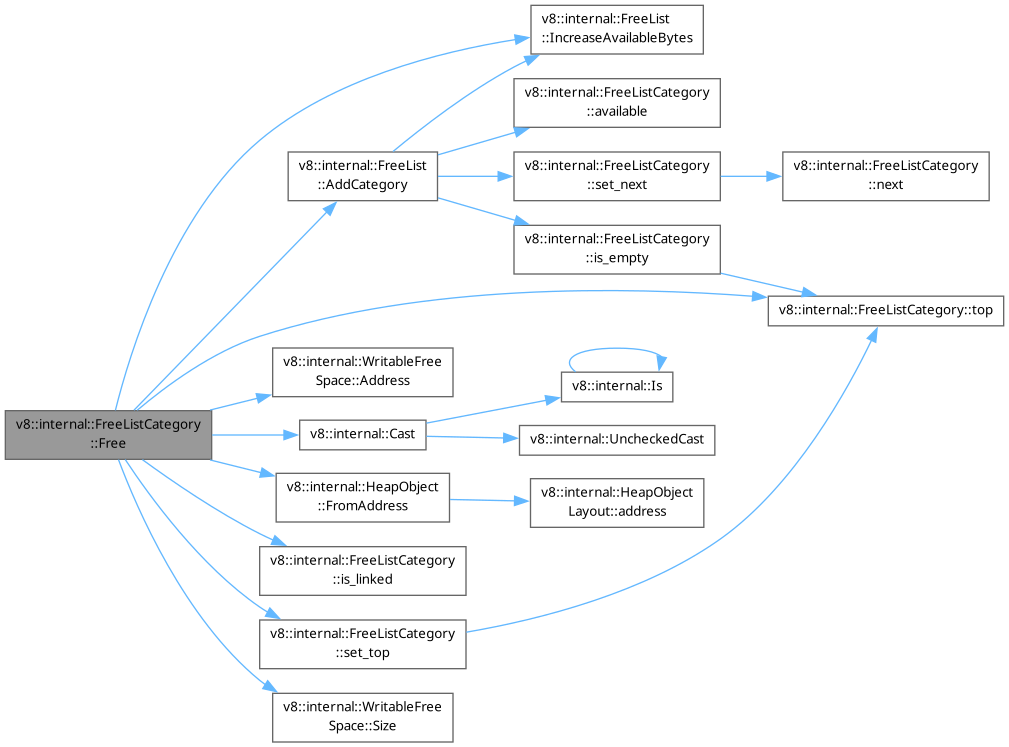 v8::internal::FreeList
::IncreaseAvailableBytes
v8::internal::FreeListCategory
::available
v8::internal::FreeList
::AddCategory
v8::internal::FreeListCategory
::set_next
v8::internal::FreeListCategory
::next
v8::internal::FreeListCategory
::is_empty
v8::internal::FreeListCategory::top
v8::internal::WritableFree
Space::Address
v8::internal::Is
v8::internal::FreeListCategory
::Free
v8::internal::Cast
v8::internal::UncheckedCast
v8::internal::HeapObject
::FromAddress
v8::internal::HeapObject
Layout::address
v8::internal::FreeListCategory
::is_linked
v8::internal::FreeListCategory
::set_top
v8::internal::WritableFree
Space::Size